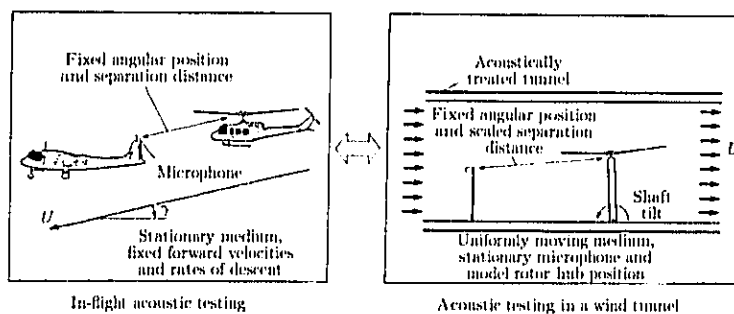 Fixed angular position
and separation distance
Microphone
U
Stationary medium,
fixed forward velocities
and rates of descent
In-flight acoustic testing
Acoustically
treated tunnel
Fixed angular position
and scaled separation
distance
U
Shaft
tilt
Uniformly moving medium,
stationary microphone and
model rotor hub position
Acoustic testing in a wind tunnel